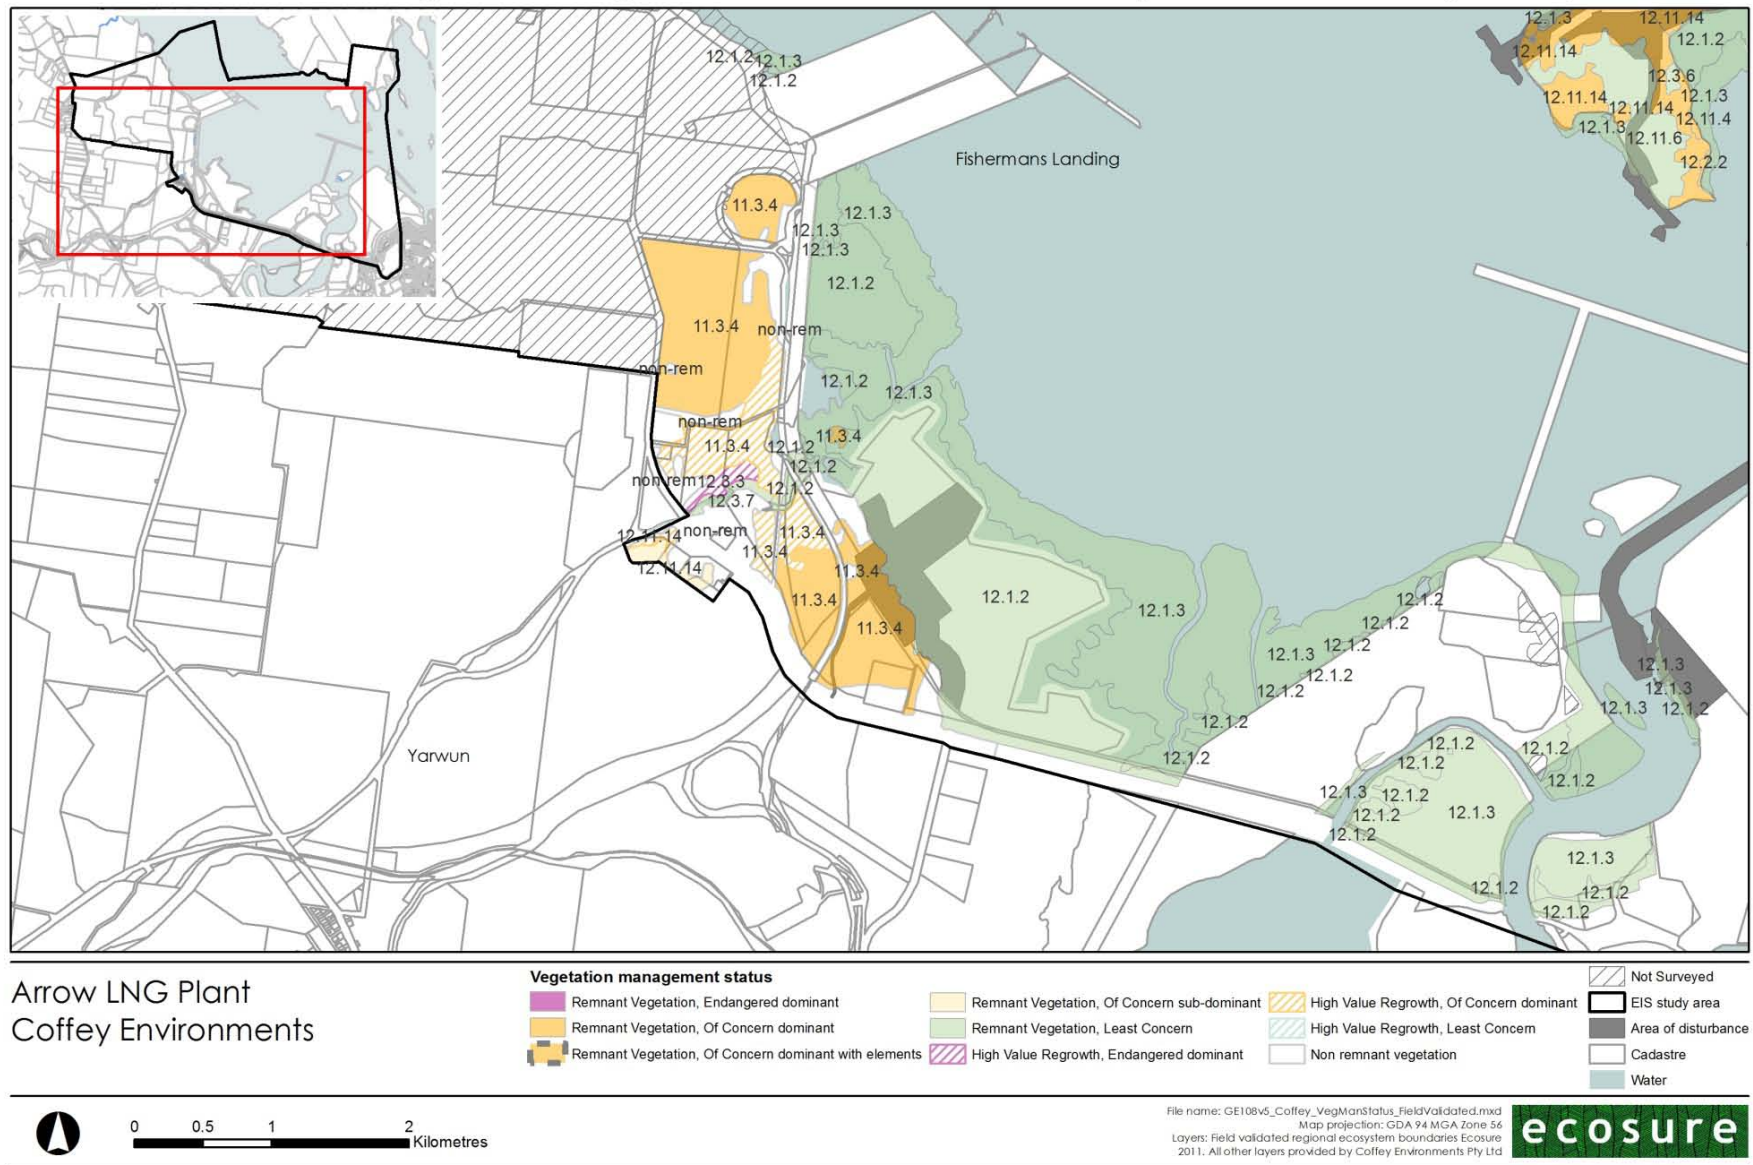 12.1.2
12.1.3
12.1.2
12.1.3
12.11.14
12.11.14
12.1.2
12.3.6
12.11.14
12.11.14
12.1.3
12.11.4
12.1.3
12.11.6
12.2.2
Fishermans Landing
11.3.4
12.1.3
12.1.3
12.1.3
12.1.2
11.3.4
non-rem
non-rem
12.1.2
12.1.3
non-rem
11.3.4
12.1.2
11.3.4
12.1.2
non-rem
12.3.3
12.1.2
12.3.7
12.11.14
non-rem
11.3.4
11.3.4
12.11.14
11.3.4
11.3.4
11.3.4
12.1.2
12.1.3
12.1.2
12.1.2
12.1.2
12.1.3
12.1.2
12.1.2
12.1.2
12.1.2
12.1.3
12.1.3
12.1.3
12.1.2
Yarwun
12.1.2
12.1.2
12.1.2
12.1.2
12.1.3
12.1.2
12.1.2
12.1.3
12.1.2
12.1.3
12.1.2
12.1.2
12.1.2
Arrow LNG Plant
Coffey Environments
Vegetation management status
Remnant Vegetation, Endangered dominant
Remnant Vegetation, Of Concern dominant
Remnant Vegetation, Of Concern dominant with elements
Remnant Vegetation, Of Concern sub-dominant
Remnant Vegetation, Least Concern
High Value Regrowth, Endangered dominant
High Value Regrowth, Of Concern dominant
High Value Regrowth, Least Concern
Non remnant vegetation
Not Surveyed
EIS study area
Area of disturbance
Cadastre
Water
0 0.5 1 2
Kilometres
File name: GE108v5_Coffey_VegManStatus_FieldValidated.mxd
Map projection: GDA 94 MGA Zone 56
Layers: Field validated regional ecosystem boundaries Ecosure
2011. All other layers provided by Coffey Environments Pty Ltd
ecosure